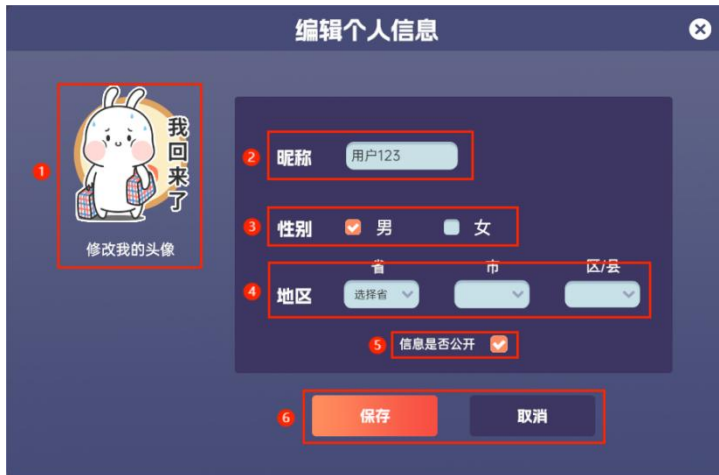 编辑个人信息
我回来了
1
修改我的头像
2 昵称 用户123
3 性别 男 女
省 市 区/县
4 地区 选择省
5 信息是否公开
6 保存 取消